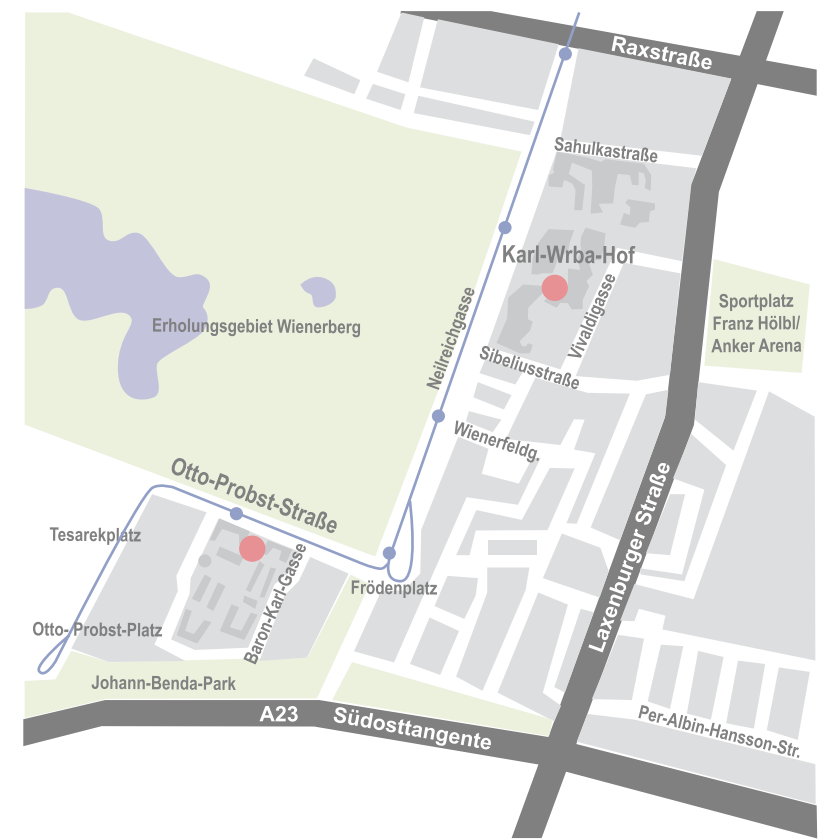 Raxstraße
Sahulkastraße
Karl-Wrba-Hof
Sportplatz
Franz Hölbl/
Anker Arena
Vivaldigasse
Neilreichgasse
Erholungsgebiet Wienerberg
Sibeliusstraße
Wienerfeldg.
Otto-Probst-Straße
Laxenburger Straße
Tesarekplatz
Frödenplatz
Baron-Karl-Gasse
Otto- Probst-Platz
Johann-Benda-Park
A23 Südosttangente
Per-Albin-Hansson-Str.